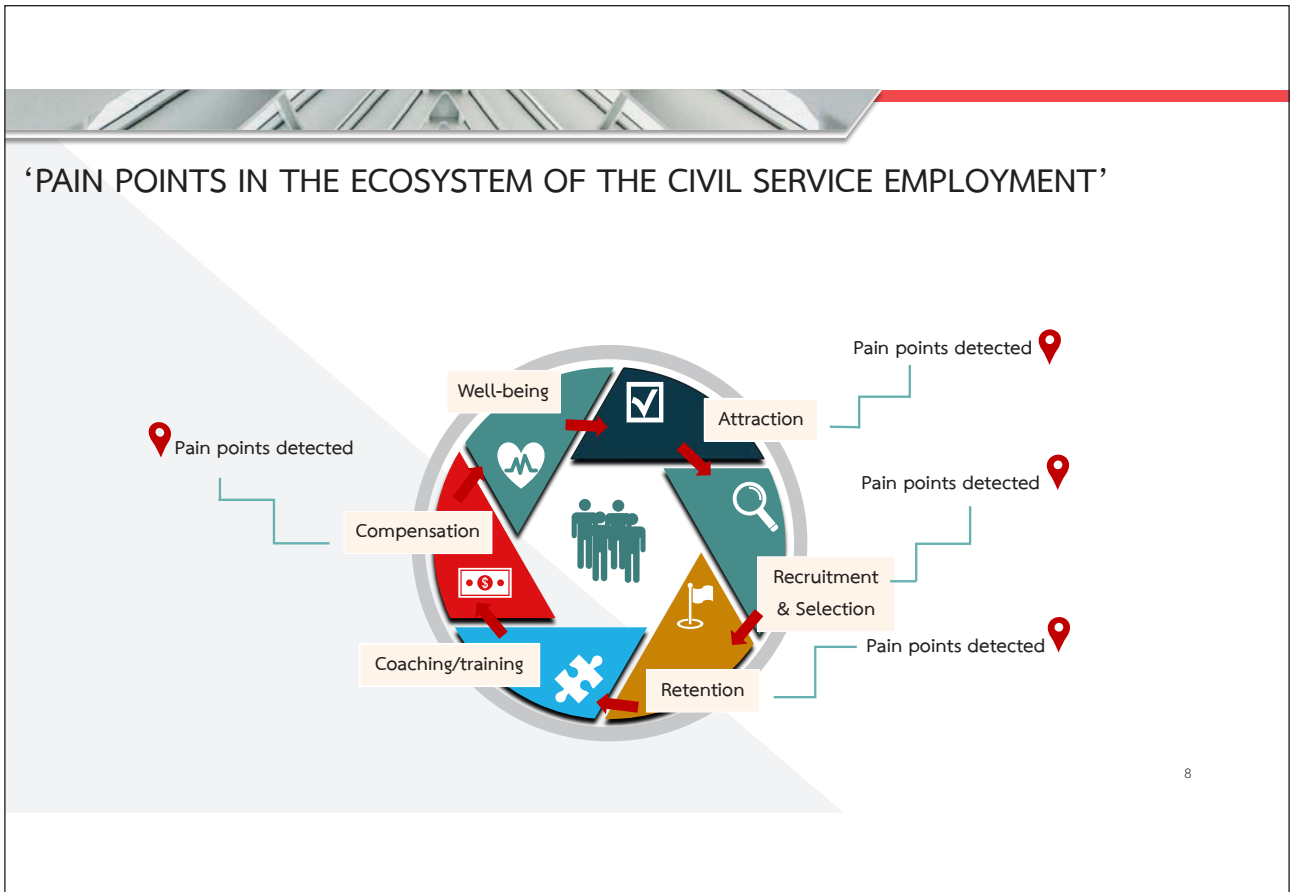 ‘PAIN POINTS IN THE ECOSYSTEM OF THE CIVIL SERVICE EMPLOYMENT’
Pain points detected
Well-being
Attraction
Pain points detected
Pain points detected
Compensation
$
Recruitment
& Selection
Pain points detected
Coaching/training
Retention
8